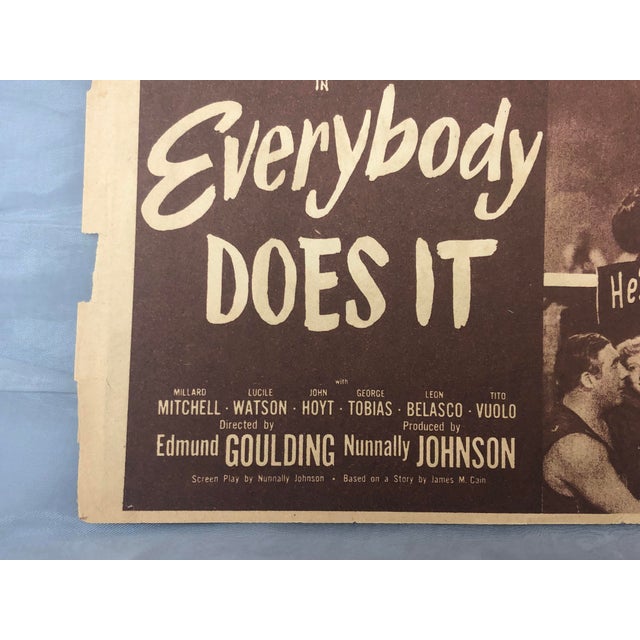 IN
Everybody
DOES IT
with
MILLARD LUCILE JOHN GEORGE LEON TITO
MITCHELL · WATSON · HOYT · TOBIAS · BELASCO · VUOLO
Directed by Produced by
Edmund GOULDING Nunnally JOHNSON
Screen Play by Nunnally Johnson • Based on a Story by James M. Cain